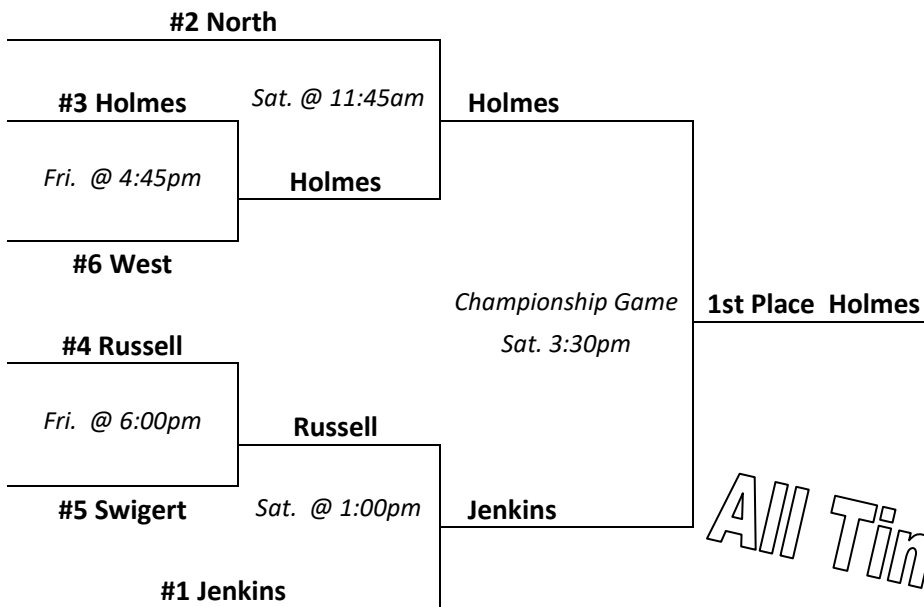 #2 North
#3 Holmes
Sat. @ 11:45am
Holmes
Fri. @ 4:45pm
Holmes
#6 West
Championship Game
1st Place Holmes
Sat. 3:30pm
#4 Russell
Fri. @ 6:00pm
Russell
#5 Swigert
Sat. @ 1:00pm
Jenkins
All
#1 Jenkins